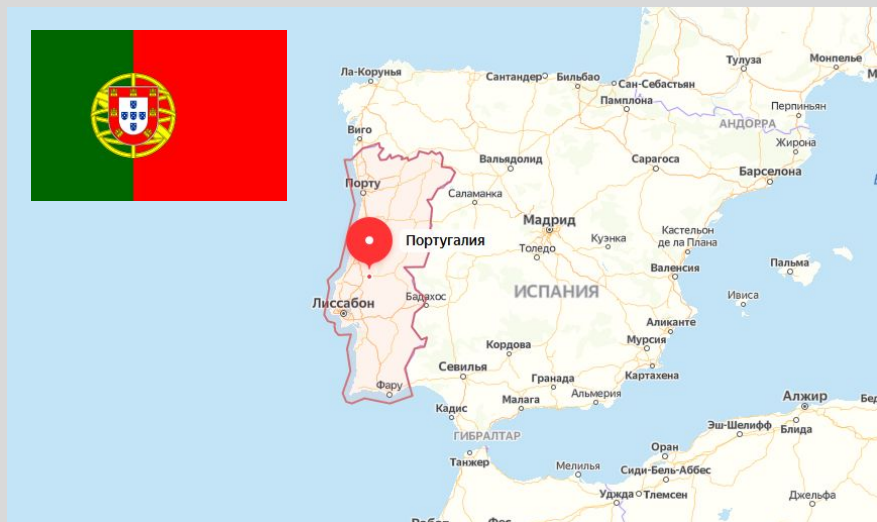 Тулуза
Монпелье
Ла-Корунья
Сантандер
Бильбао
Сан-Себастьян
Памплона
Перпиньян
АНДОРРА
Виго
Жирона
Вальядолид
Сарагоса
Барселона
Порту
Саламанка
Мадрид
Португалия
Куэнка
Кастельон
де ла Плана
Толедо
Валенсия
Пальма
ИСПАНИЯ
Бадахос
Ивиса
Лиссабон
Аликанте
Мурсия
Кордова
Севилья
Картахена
Гранада
Фару
Альмерия
Малага
Алжир
Кадис
Эш-Шелифф
Блида
ГИБРАЛТАР
Оран
Танжер
Мелилья
Сиди-Бель-Аббес
Уджда
Тлемсен
Джельфа